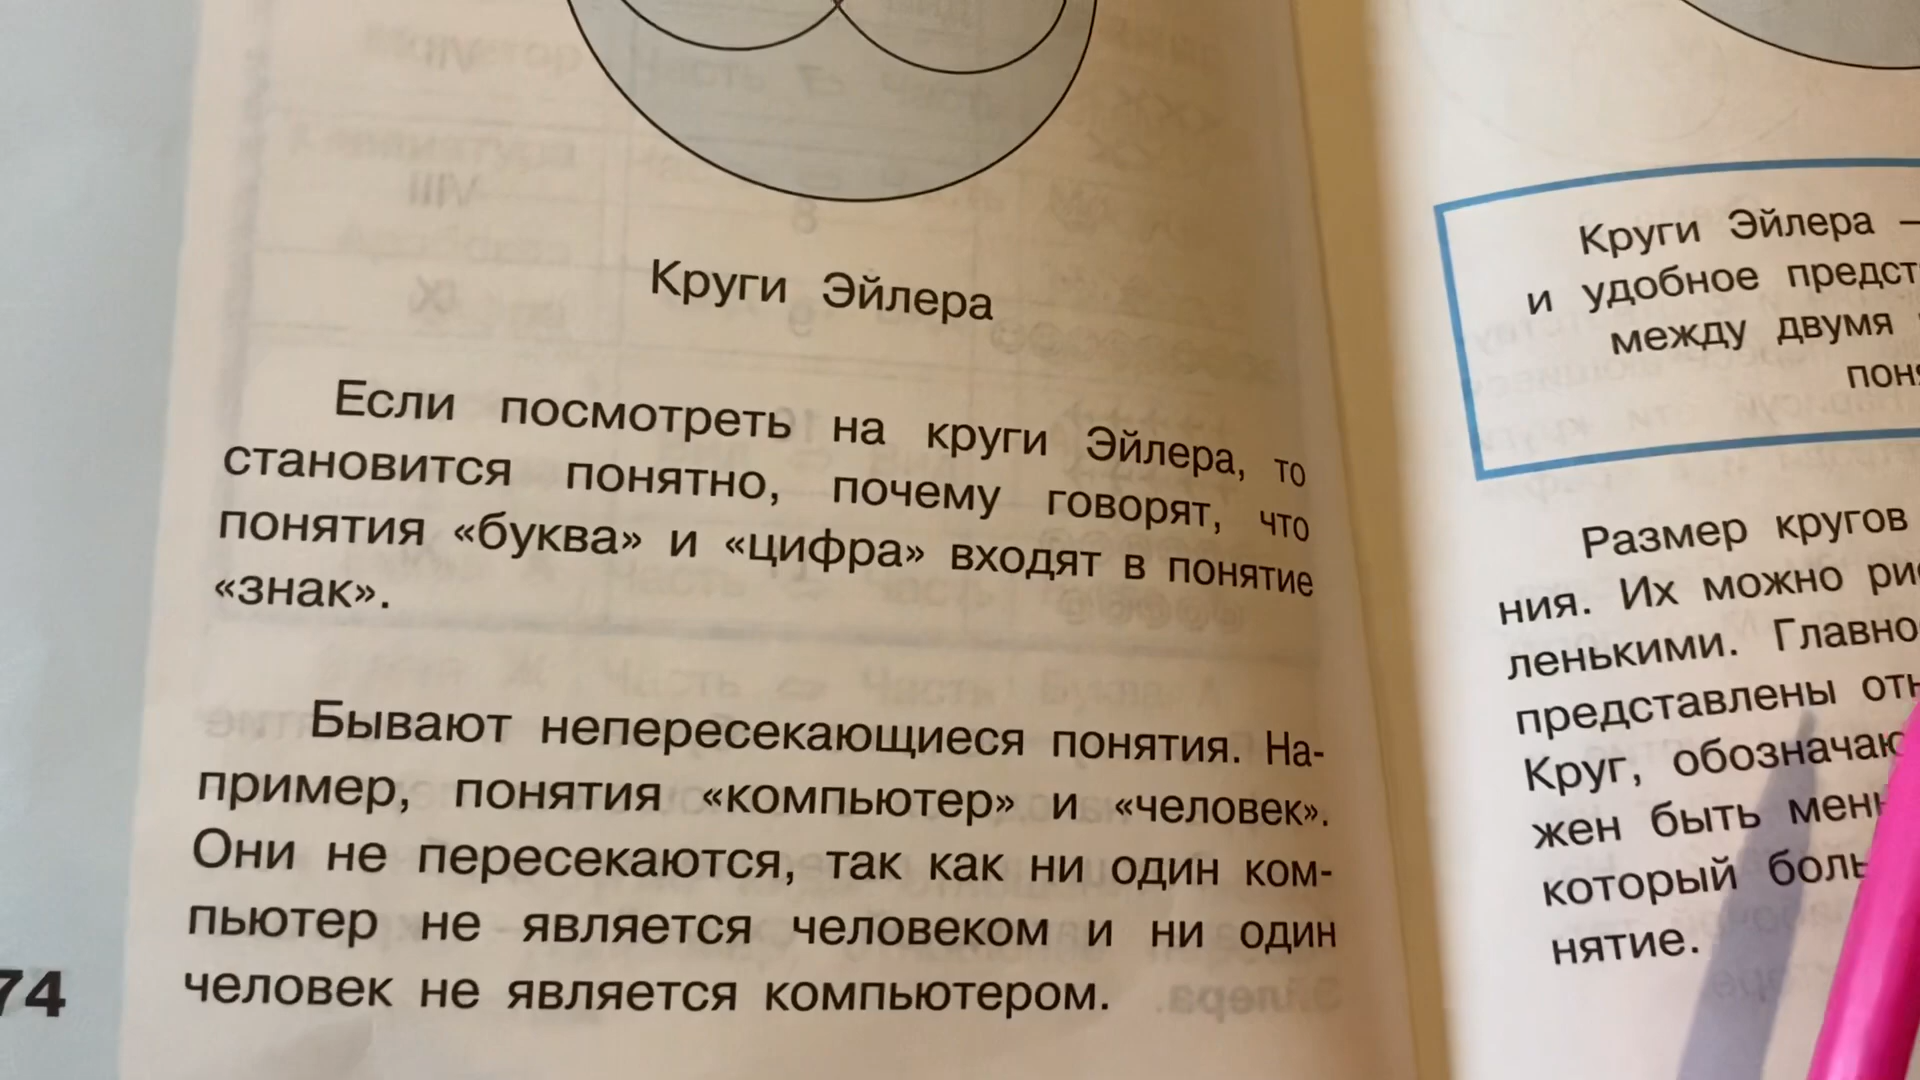 Круги Эйлера
Если посмотреть на круги Эйлера, то
становится понятно, почему говорят, что
понятия «буква» и «цифра» входят в понятие
«знак».
Бывают непересекающиеся понятия. На-
пример, понятия «компьютер» и «человек».
Они не пересекаются, так как ни один ком-
пьютер не является человеком и ни один
человек не является компьютером.
74
Круги Эйлера —
и удобное
между двумя
Размер кругов
ния. Их можно
ленькими.
представлены
Круг,
жен быть
который
нятие.